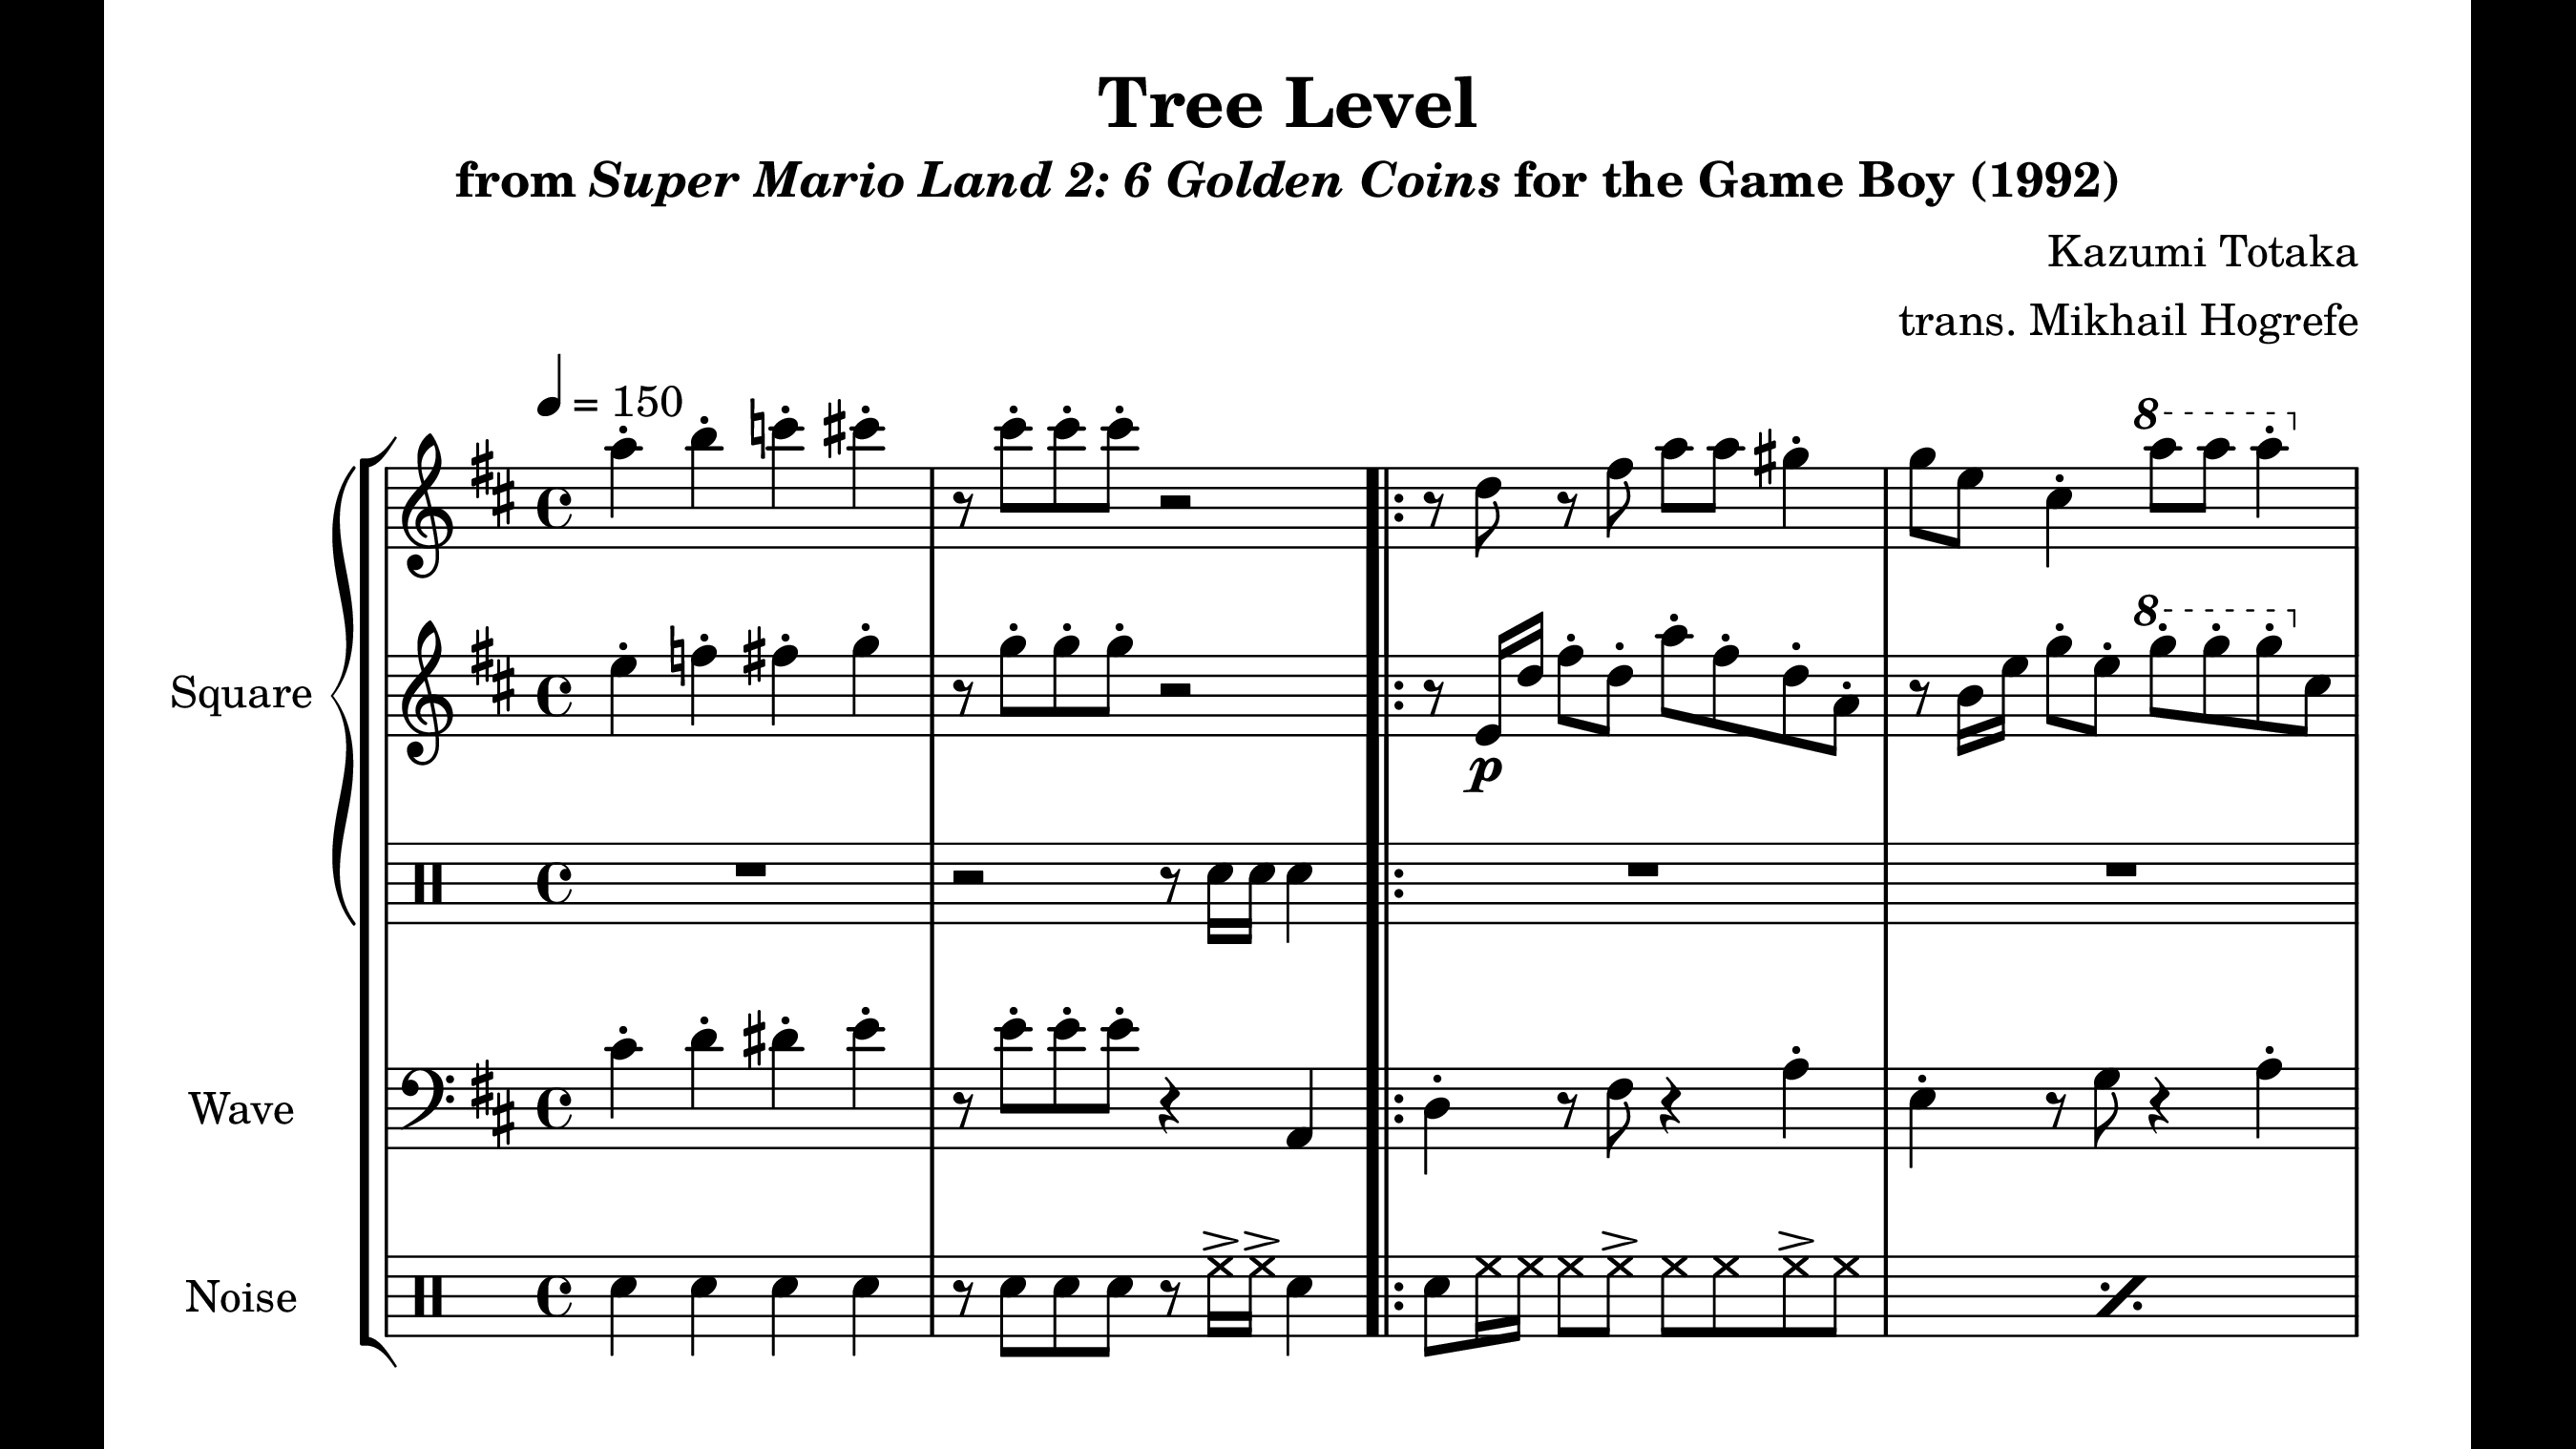 Tree Level
from Super Mario Land 2: 6 Golden Coins for the Game Boy (1992)
Kazumi Totaka
trans. Mikhail Hogrefe
= 150
8
Square
8
p
Wave
Noise